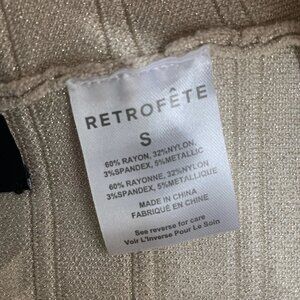 RETROFÊTE
S
60% RAYON, 32%NYLON,
3%SPANDEX, 5%METALLIC
60% RAYONNE, 32%NYLON,
3%SPANDEX, 5%METALLIQUE
MADE IN CHINA
FABRIQUÉ EN CHINE
See reverse for care
Voir L'Inverse Pour Le Soin